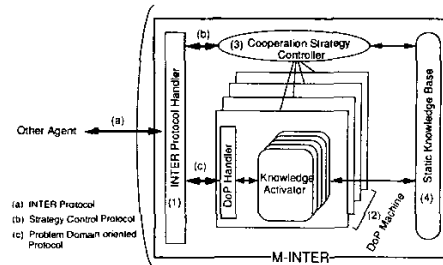 (b)
(3) Cooperation Strategy
Controller
Other Agent
(a)
INTER Protocol Handler
(1)
(c)
DoP Handler
Knowledge
Activator
(2)
DoP Machine
Static Knowledge Base
(4)
(a) INTER Protocol
(b) Strategy Control Protocol
(c) Problem Domain oriented
Protocol
M-INTER